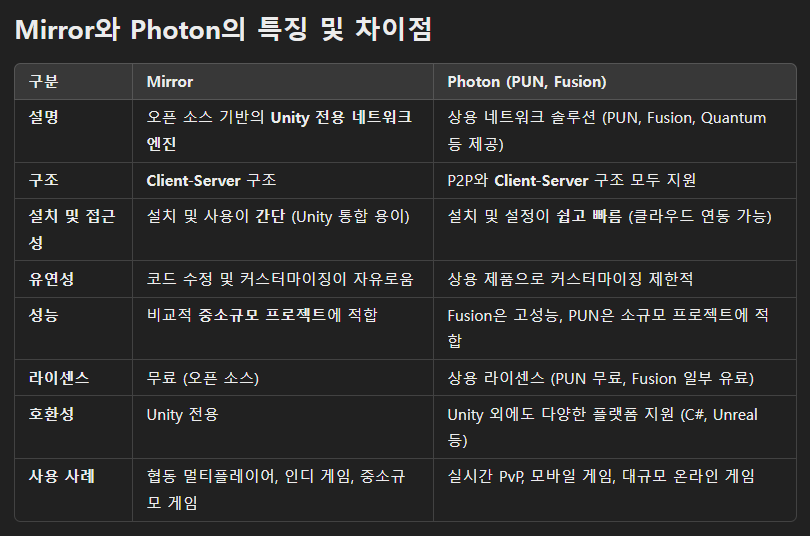 Mirror와 Photon의 특징 및 차이점
구분 Mirror Photon (PUN, Fusion)
설명 오픈 소스 기반의 Unity 전용 네트워크 상용 네트워크 솔루션 (PUN, Fusion, Quantum
엔진 등 제공)
구조 Client-Server 구조 P2P와 Client-Server 구조 모두 지원
설치 및 접근 설치 및 사용이 간단 (Unity 통합 용이) 설치 및 설정이 쉽고 빠름 (클라우드 연동 가능)
성
유연성 코드 수정 및 커스터마이징이 자유로움 상용 제품으로 커스터마이징 제한적
성능 비교적 중소규모 프로젝트에 적합 Fusion은 고성능, PUN은 소규모 프로젝트에 적
합
라이센스 무료 (오픈 소스) 상용 라이센스 (PUN 무료, Fusion 일부 유료)
호환성 Unity 전용 Unity 외에도 다양한 플랫폼 지원 (C#, Unreal
등)
사용 사례 협동 멀티플레이어, 인디 게임, 중소규 실시간 PvP, 모바일 게임, 대규모 온라인 게임
모 게임